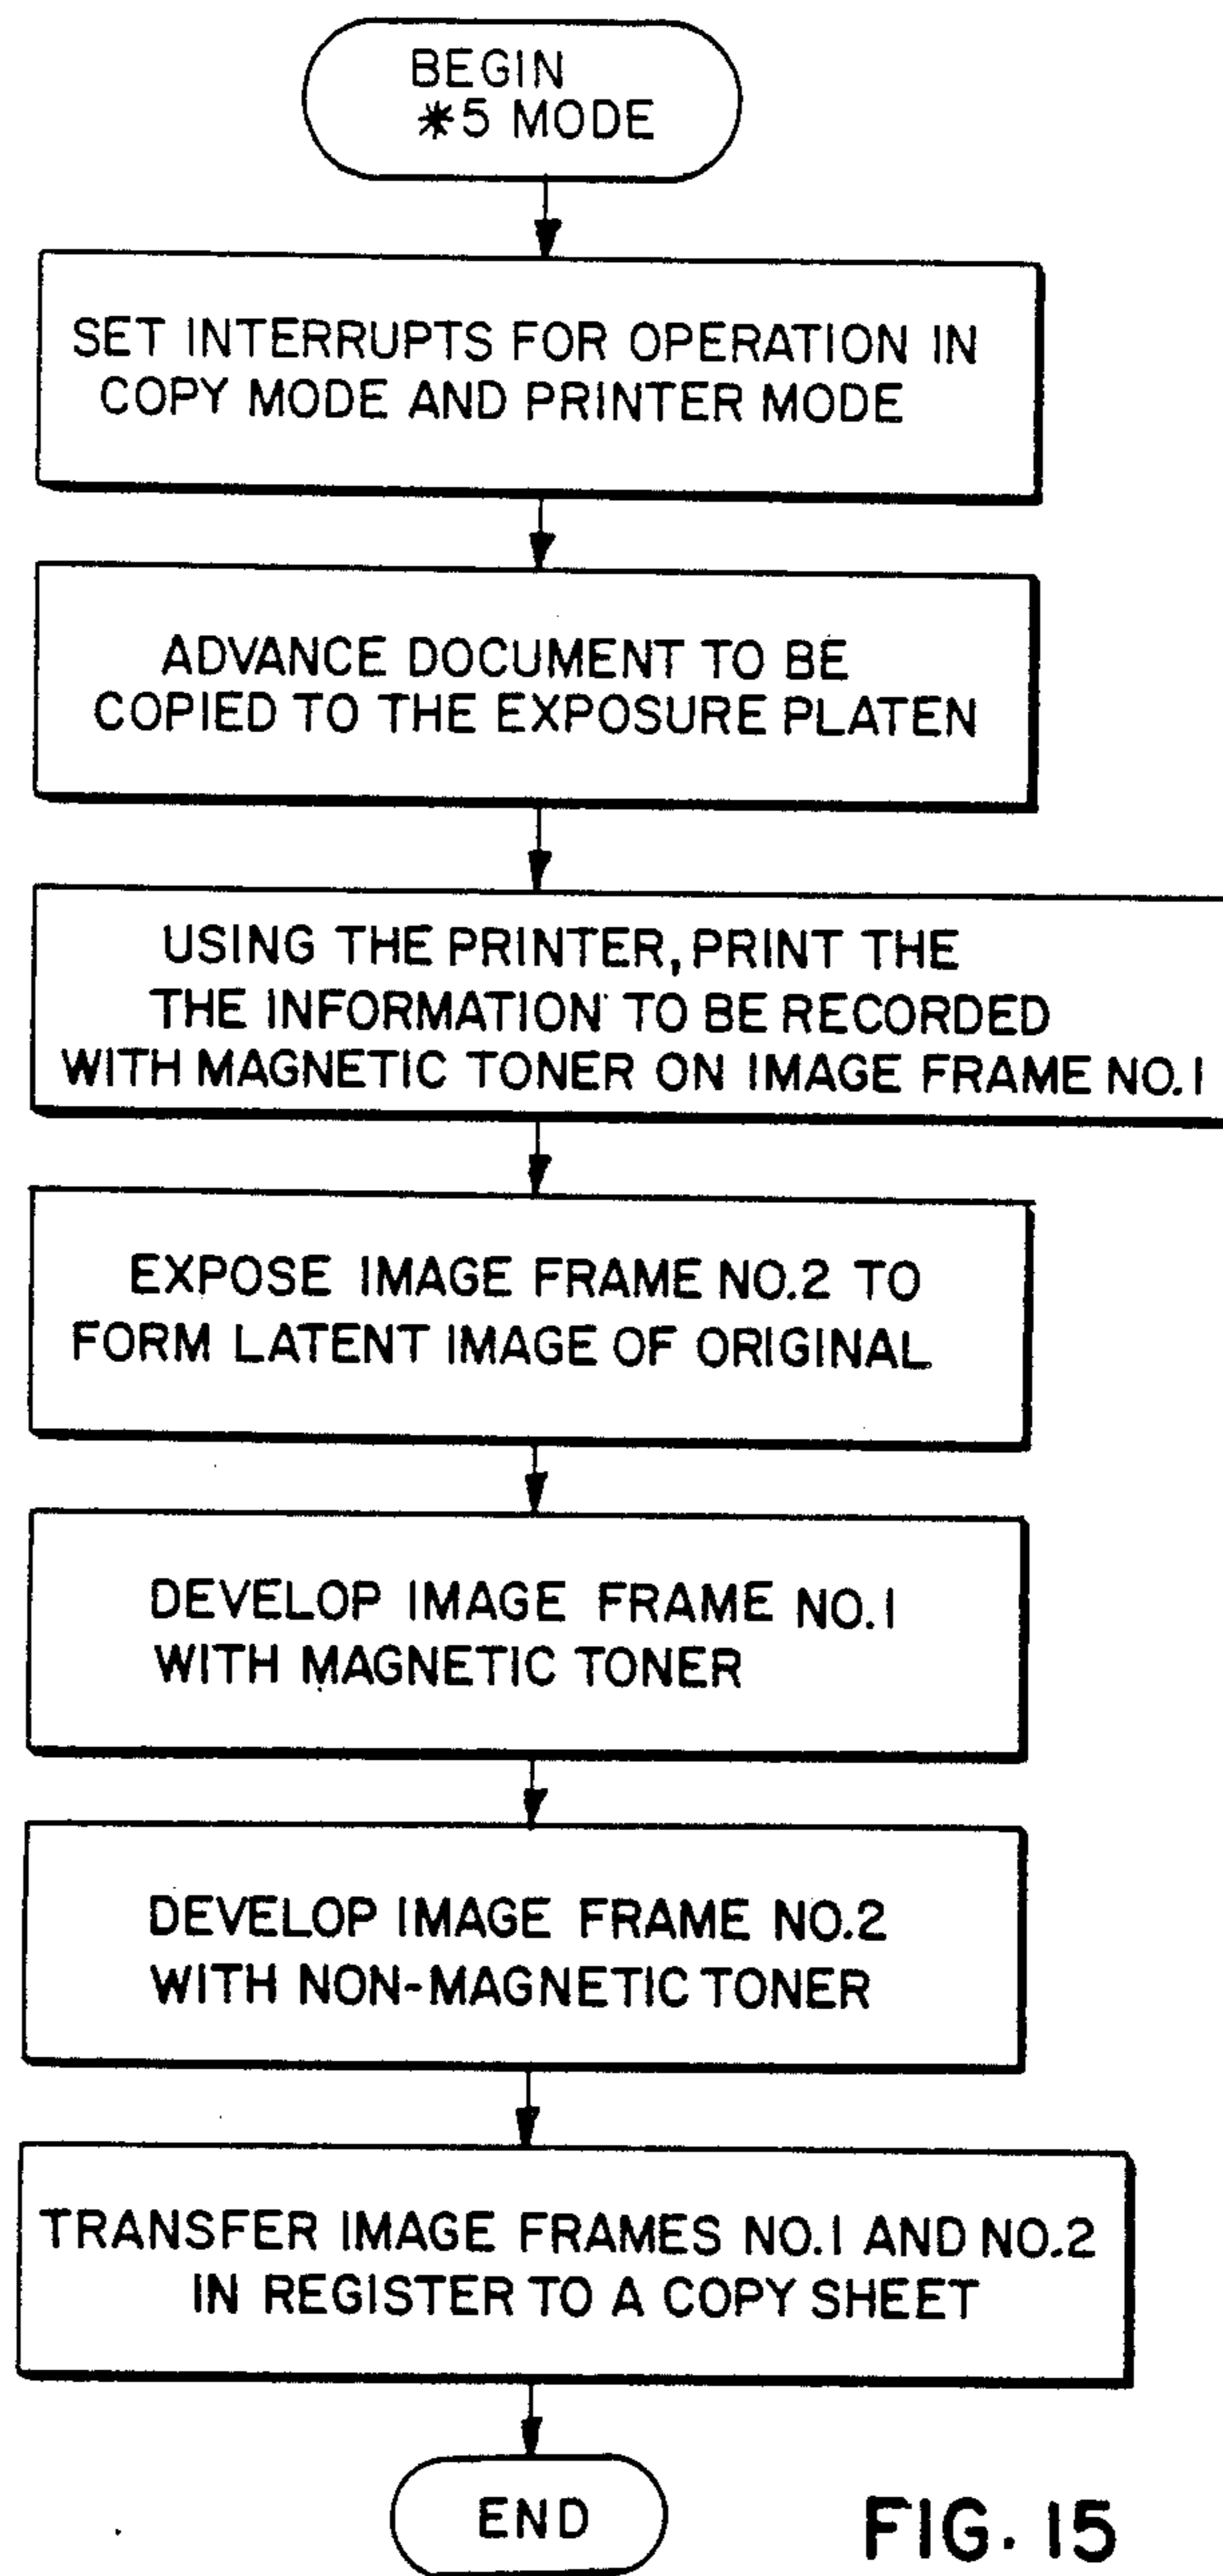 BEGIN
*5 MODE
SET INTERRUPTS FOR OPERATION IN
COPY MODE AND PRINTER MODE
ADVANCE DOCUMENT TO BE
COPIED TO THE EXPOSURE PLATEN
USING THE PRINTER, PRINT THE
THE INFORMATION TO BE RECORDED
WITH MAGNETIC TONER ON IMAGE FRAME NO.1
EXPOSE IMAGE FRAME NO.2 TO
FORM LATENT IMAGE OF ORIGINAL
DEVELOP IMAGE FRAME NO.1
WITH MAGNETIC TONER
DEVELOP IMAGE FRAME NO.2
WITH NON-MAGNETIC TONER
TRANSFER IMAGE FRAMES NO.1 AND NO.2
IN REGISTER TO A COPY SHEET
END
FIG. 15